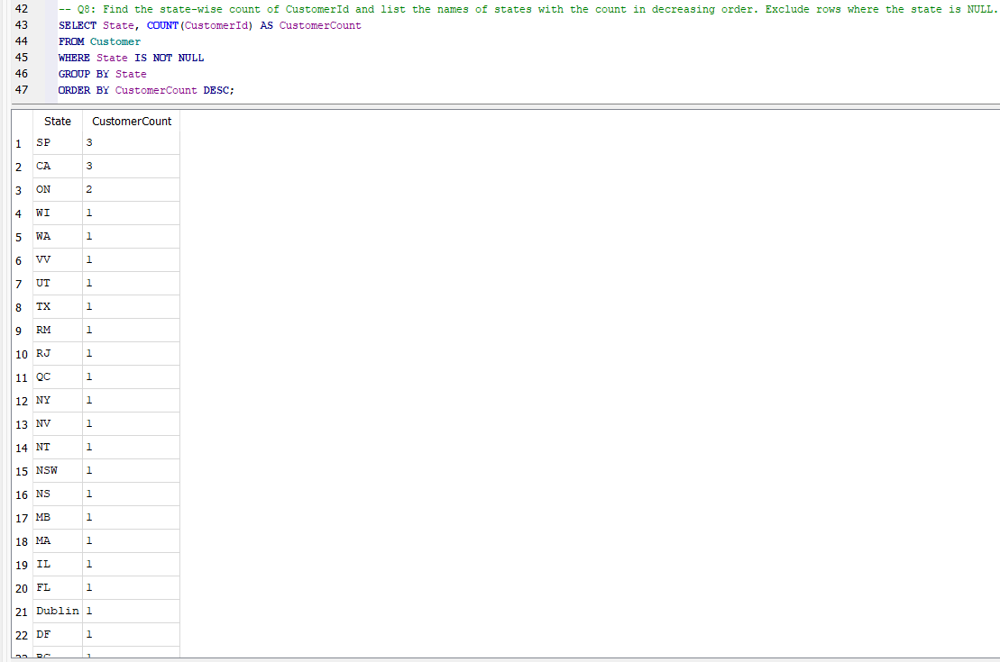 42 -- Q8: Find the state-wise count of CustomerId and list the names of states with the count in decreasing order. Exclude rows where the state is NULL.
43 SELECT State, COUNT(CustomerId) AS CustomerCount
44 FROM Customer
45 WHERE State IS NOT NULL
46 GROUP BY State
47 ORDER BY CustomerCount DESC;
State CustomerCount
1 SP 3
2 CA 3
3 ON 2
4 WI 1
5 WA 1
6 VV 1
7 UT 1
8 TX 1
9 RM 1
10 RJ 1
11 QC 1
12 NY 1
13 NV 1
14 NT 1
15 NSW 1
16 NS 1
17 MB 1
18 MA 1
19 IL 1
20 FL 1
21 Dublin 1
22 DF 1